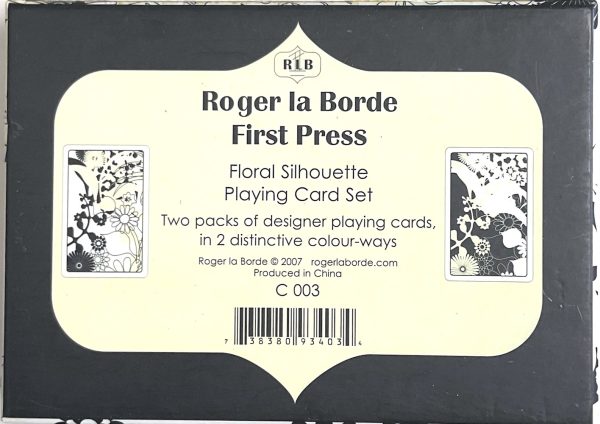 RLB
Roger la Borde
First Press
Floral Silhouette
Playing Card Set
Two packs of designer playing cards,
in 2 distinctive colour-ways
Roger la Borde © 2007 rogerlaborde.com
Produced in China
C 003
7 38380 93403 4